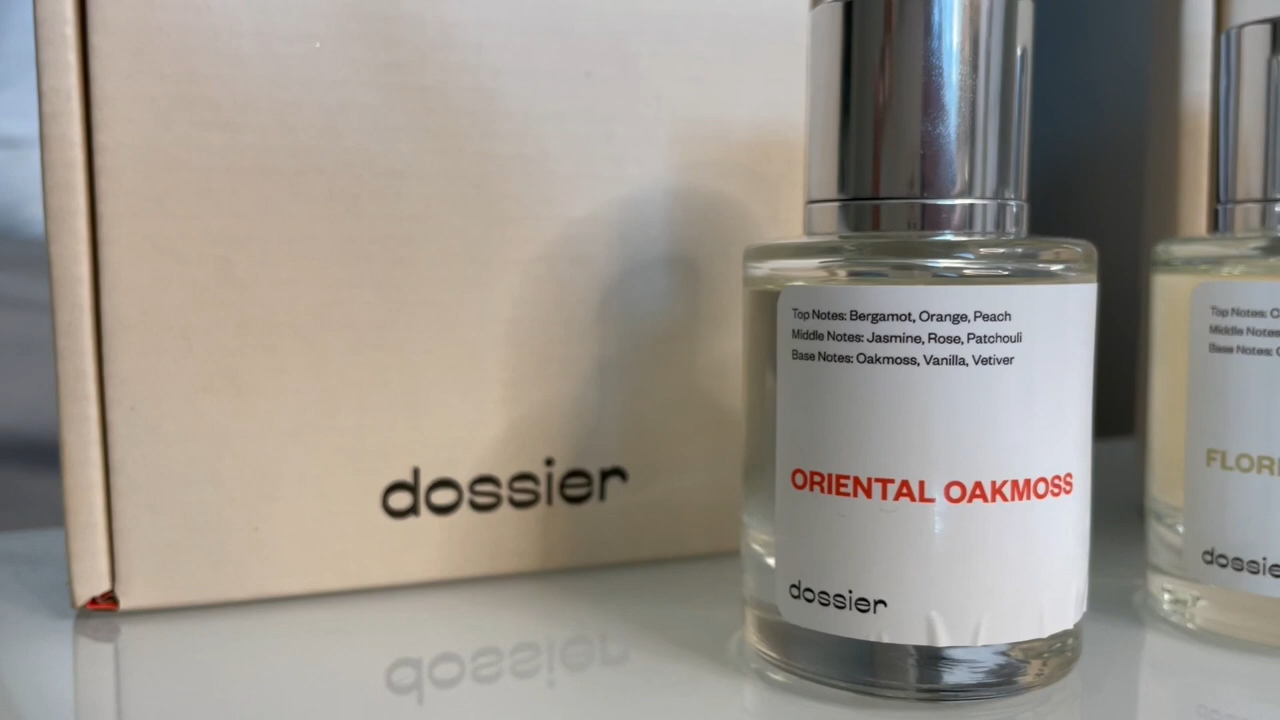 dossier
Top Notes: Bergamot, Orange, Peach
Middle Notes: Jasmine, Rose, Patchouli
Base Notes: Oakmoss, Vanilla, Vetiver
ORIENTAL OAKMOSS
dossier
Top Notes:
Middle Notes
Base Notes: